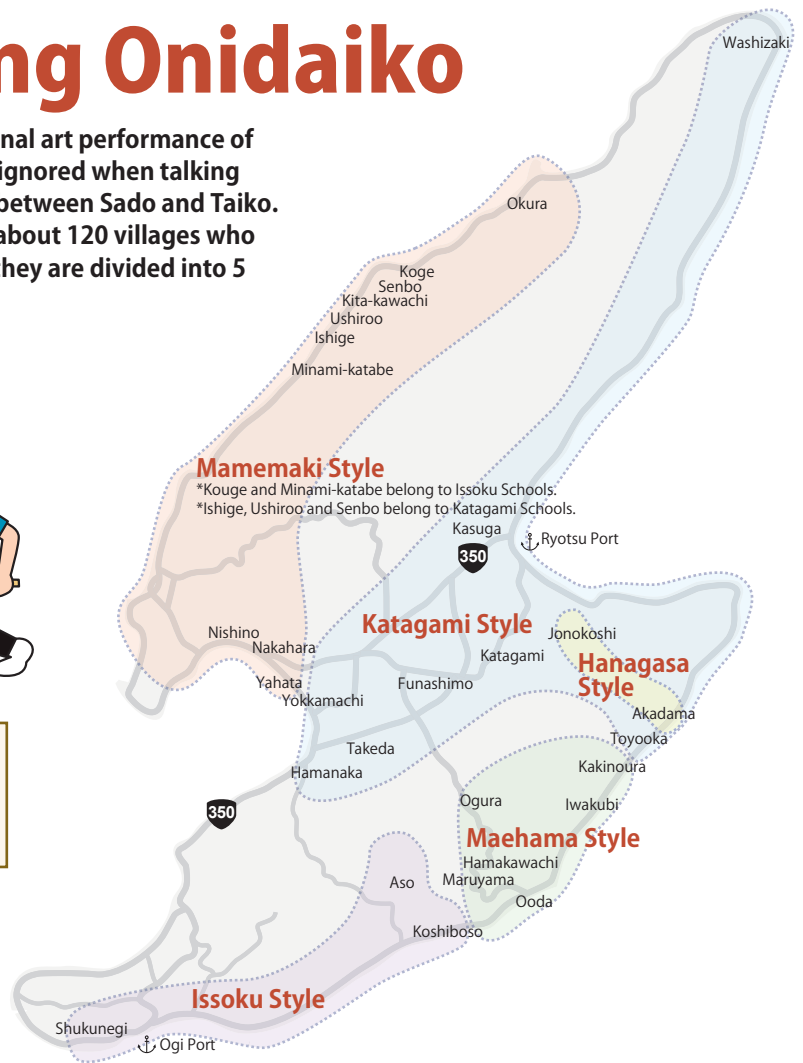 ng Onidaiko
nal art performance of
ignored when talking
between Sado and Taiko.
about 120 villages who
they are divided into 5
Washizaki
Okura
Koge
Senbo
Kita-kawachi
Ushiroo
Ishige
Minami-katabe
Mamemaki Style
*Kouge and Minami-katabe belong to Issoku Schools.
*Ishige, Ushiroo and Senbo belong to Katagami Schools.
Kasuga
Ryotsu Port
350
Katagami Style
Jonokoshi
Nishino
Nakahara
Katagami
Hanagasa
Style
Yahata
Funashimo
Yokkamachi
Akadama
Toyooka
Takeda
Kakinoura
Hamanaka
Ogura
Iwakubi
350
Maehama Style
Hamakawachi
Maruyama
Aso
Ooda
Koshiboso
Issoku Style
Shukunegi
Ogi Port